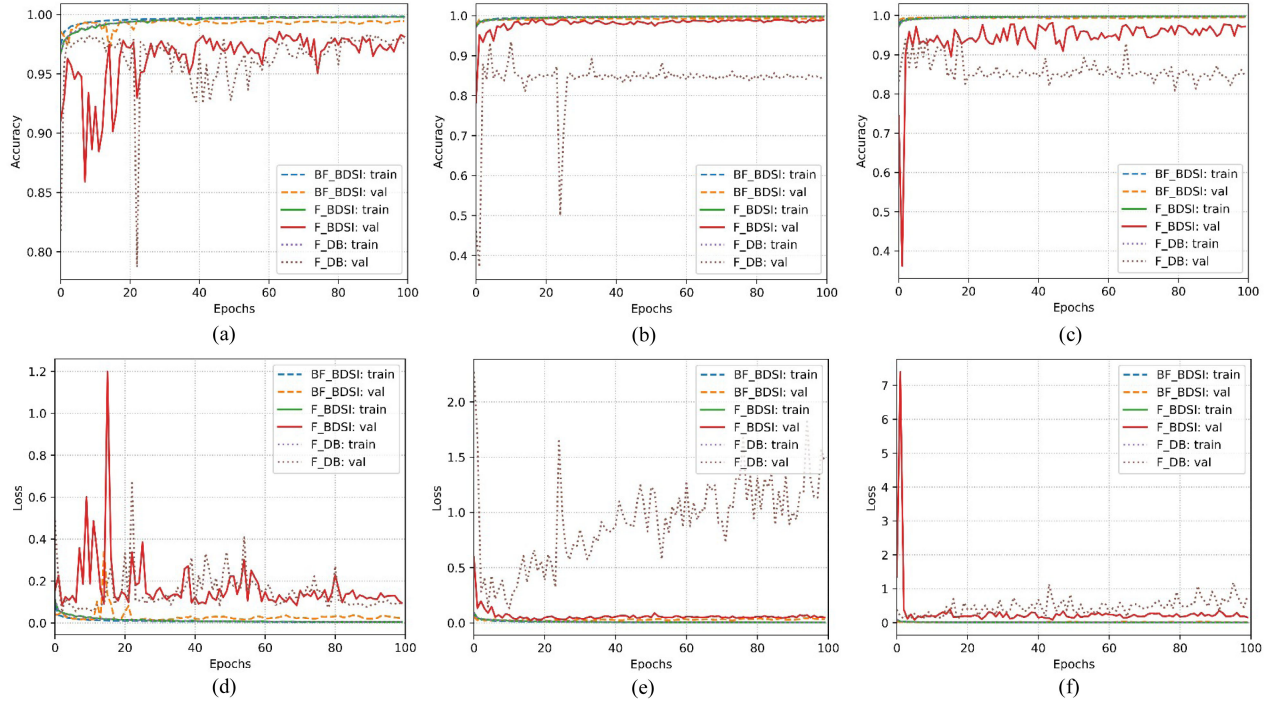 1.00
0.95
0.90
0.85
0.80
Accuracy
BF_BDSI: train
BF_BDSI: val
F_BDSI: train
F_BDSI: val
F_DB: train
F_DB: val
0 20 40 60 80 100
Epochs
(a)
1.0
0.9
0.8
0.7
0.6
0.5
0.4
Accuracy
BF_BDSI: train
BF_BDSI: val
F_BDSI: train
F_BDSI: val
F_DB: train
F_DB: val
0 20 40 60 80 100
Epochs
(b)
1.0
0.9
0.8
0.7
0.6
0.5
0.4
Accuracy
BF_BDSI: train
BF_BDSI: val
F_BDSI: train
F_BDSI: val
F_DB: train
F_DB: val
0 20 40 60 80 100
Epochs
(c)
1.2
1.0
0.8
0.6
0.4
0.2
0.0
Loss
BF_BDSI: train
BF_BDSI: val
F_BDSI: train
F_BDSI: val
F_DB: train
F_DB: val
0 20 40 60 80 100
Epochs
(d)
2.0
1.5
1.0
0.5
0.0
Loss
BF_BDSI: train
BF_BDSI: val
F_BDSI: train
F_BDSI: val
F_DB: train
F_DB: val
0 20 40 60 80 100
Epochs
(e)
7
6
5
4
3
2
1
0
Loss
BF_BDSI: train
BF_BDSI: val
F_BDSI: train
F_BDSI: val
F_DB: train
F_DB: val
0 20 40 60 80 100
Epochs
(f)